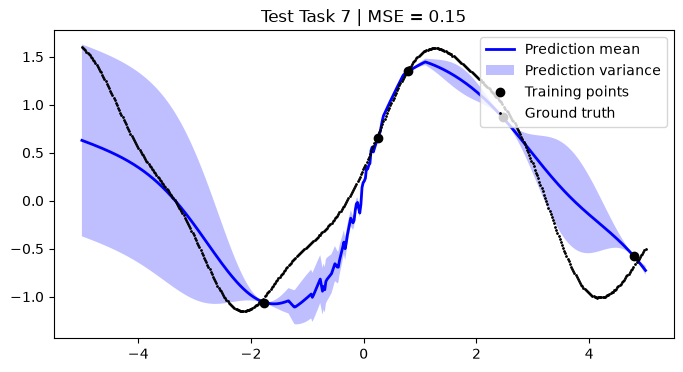 Test Task 7 | MSE = 0.15
Prediction mean
Prediction variance
Training points
Ground truth
1.5
1.0
0.5
0.0
−0.5
−1.0
−4
−2
0
2
4